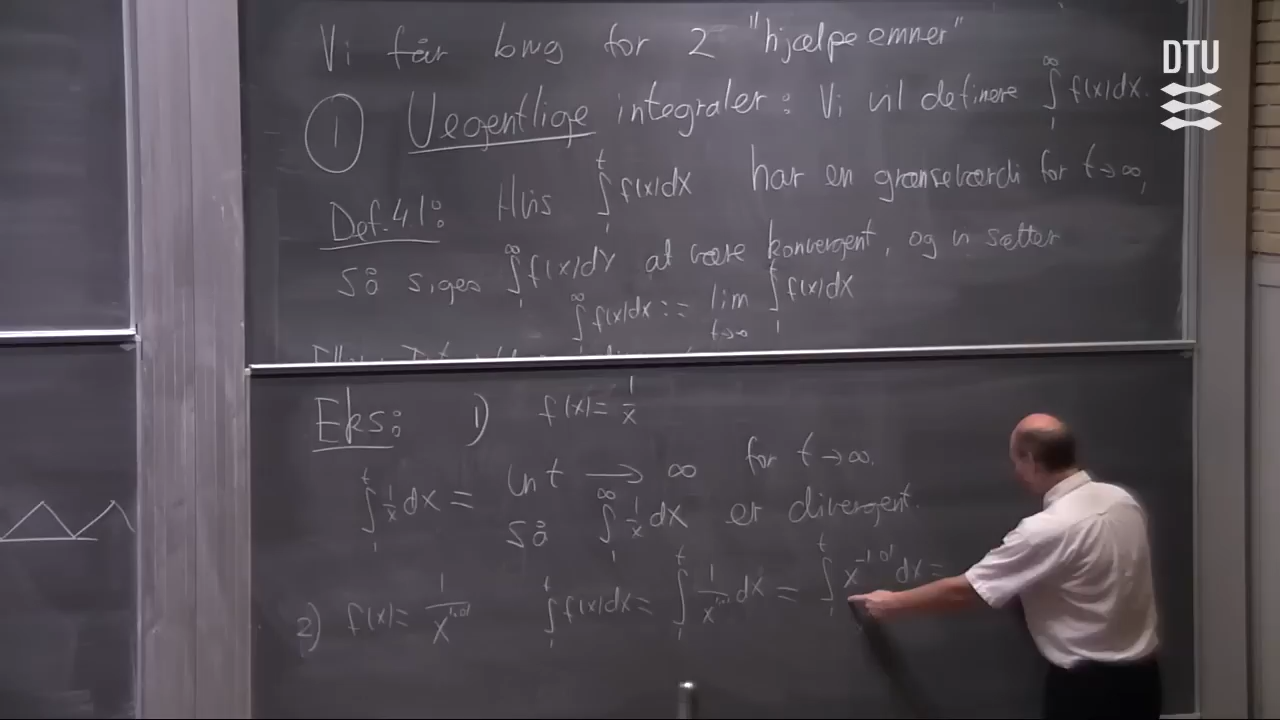 Vi får brug for 2 "hjælpeemner"
DTU
① Uegentlige integraler: Vi vil definere ∫₁^∞ f(x)dx.
Def. 4.1: Hvis ∫₁^t f(x)dx har en grænseværdi for t→∞,
så siges ∫₁^∞ f(x)dx at være konvergent, og vi sætter
∫₁^∞ f(x)dx := lim_{t→∞} ∫₁^t f(x)dx
Eks: 1) f(x) = 1/x
∫₁^t 1/x dx = ln t → ∞ for t→∞.
Så ∫₁^∞ 1/x dx er divergent.
2) f(x) = 1/x^{1.01} ∫₁^t f(x)dx = ∫₁^t 1/x^{1.01} dx = ∫₁^t x^{-1.01} dx =